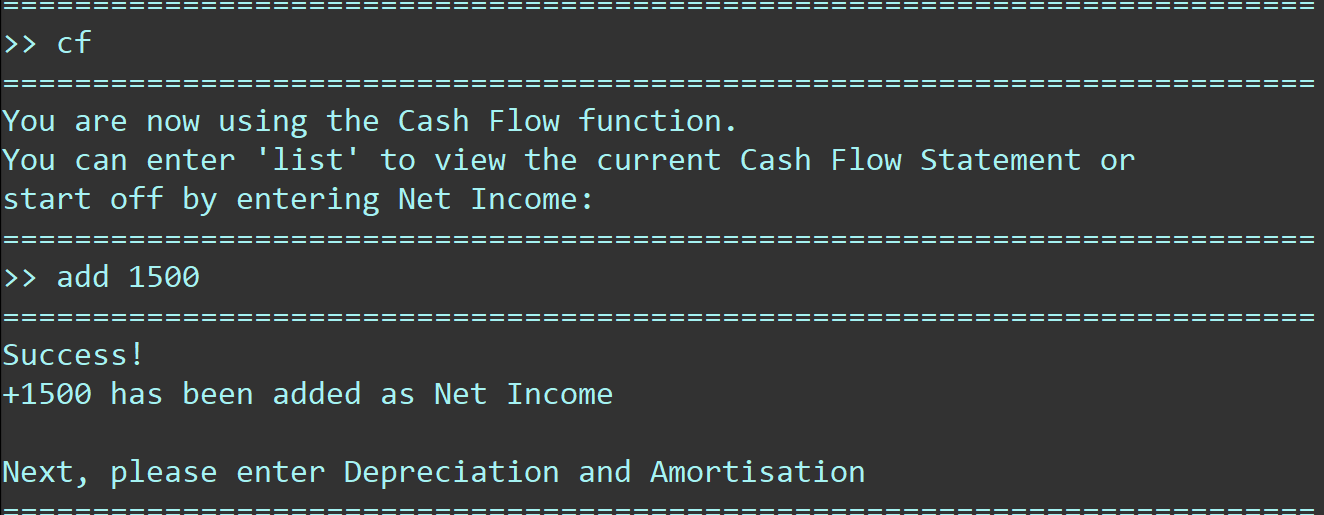 =========================================================================
>> cf
=========================================================================
You are now using the Cash Flow function.
You can enter 'list' to view the current Cash Flow Statement or
start off by entering Net Income:
=========================================================================
>> add 1500
=========================================================================
Success!
+1500 has been added as Net Income

Next, please enter Depreciation and Amortisation
=========================================================================